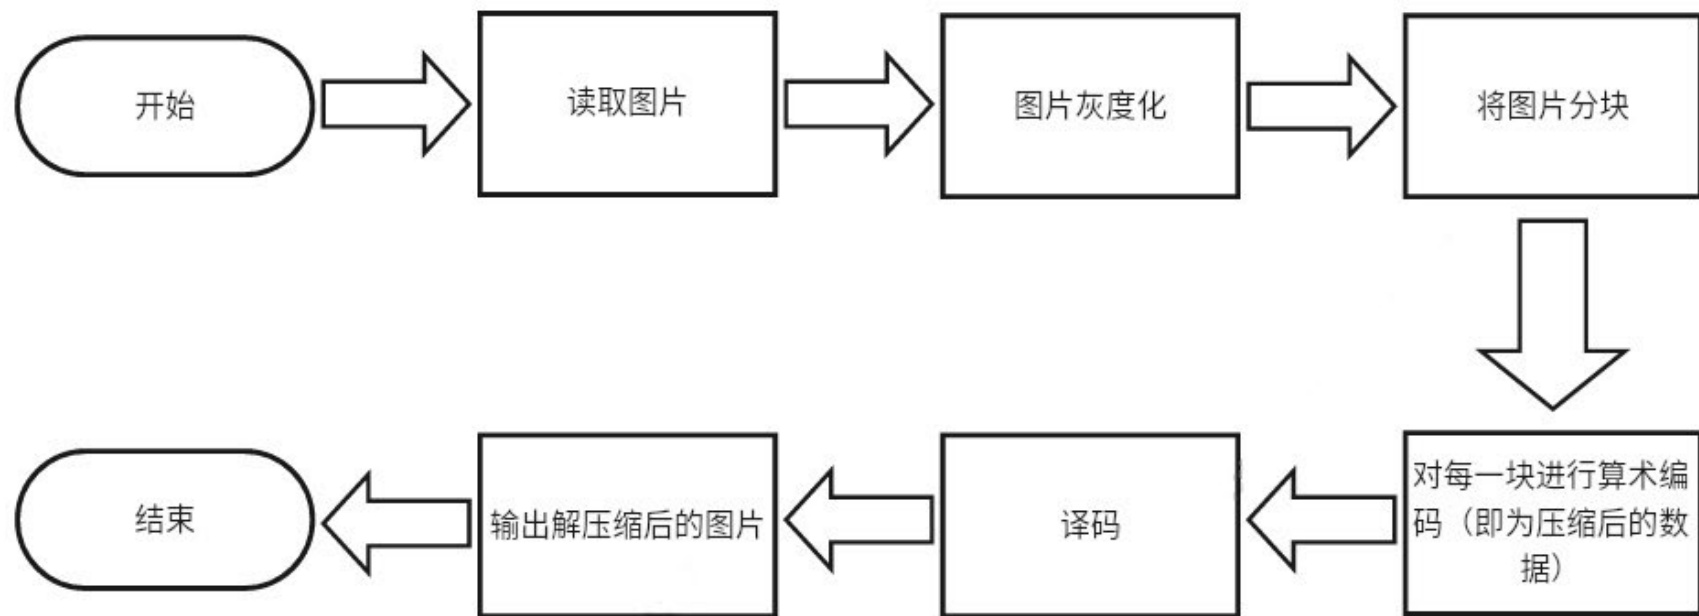 开始
读取图片
图片灰度化
将图片分块
对每一块进行算术编
码（即为压缩后的数
据）
译码
输出解压缩后的图片
结束